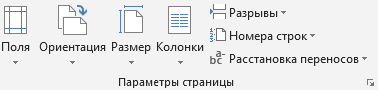 Поля
Ориентация
Размер
Колонки
Разрывы
Номера строк
Расстановка переносов
Параметры страницы